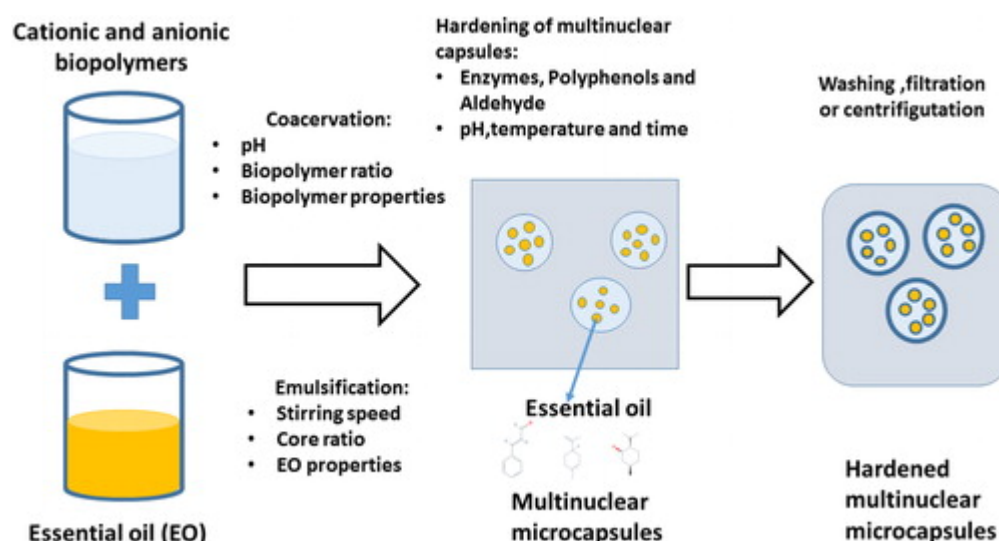 Cationic and anionic
biopolymers
Coacervation:
• pH
• Biopolymer ratio
• Biopolymer properties
Emulsification:
• Stirring speed
• Core ratio
• EO properties
Essential oil (EO)
Hardening of multinuclear
capsules:
• Enzymes, Polyphenols and
Aldehyde
• pH,temperature and time
Essential oil
Multinuclear
microcapsules
Washing ,filtration
or centrifigutation
Hardened
multinuclear
microcapsules